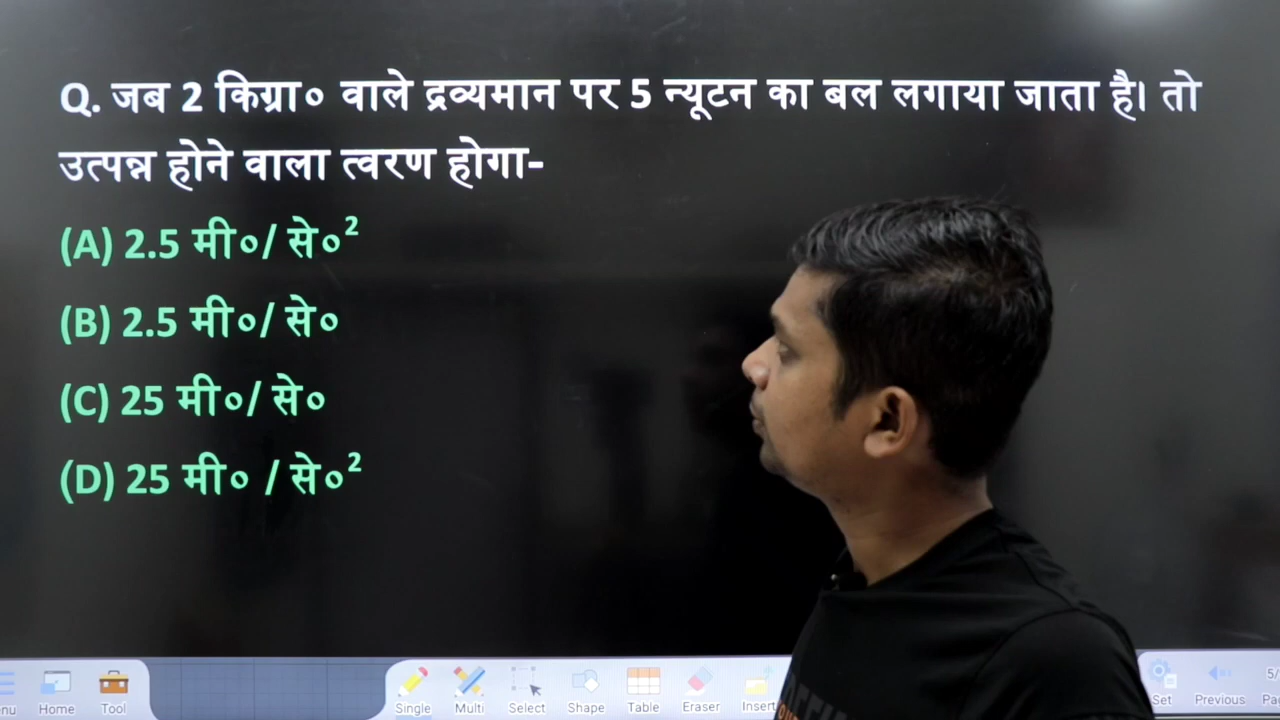 Q. जब 2 किग्रा० वाले द्रव्यमान पर 5 न्यूटन का बल लगाया जाता है। तो
उत्पन्न होने वाला त्वरण होगा-
(A) 2.5 मी०/ से०²
(B) 2.5 मी०/ से०
(C) 25 मी०/ से०
(D) 25 मी० / से०²
Home Tool Single Multi Select Shape Table Eraser Insert Set Previous